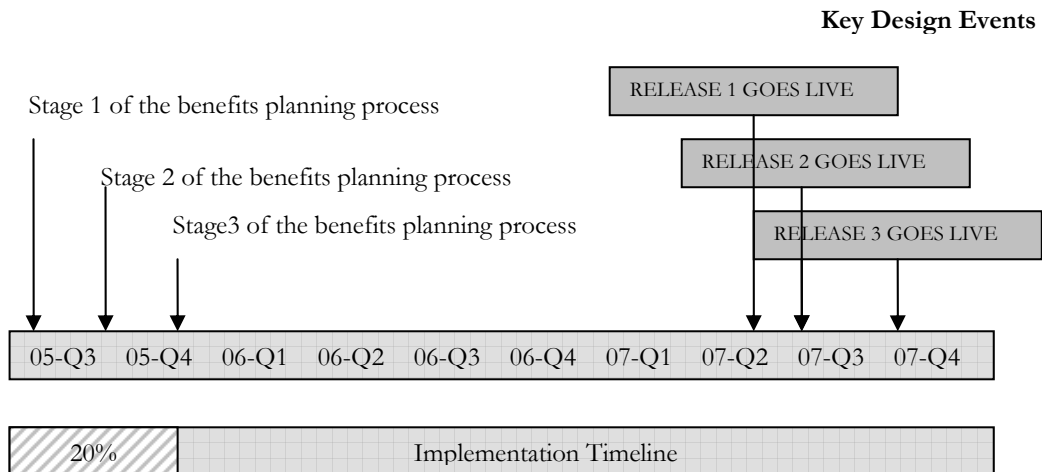 Key Design Events
RELEASE 1 GOES LIVE
Stage 1 of the benefits planning process
RELEASE 2 GOES LIVE
Stage 2 of the benefits planning process
Stage3 of the benefits planning process
RELEASE 3 GOES LIVE
05-Q3 05-Q4 06-Q1 06-Q2 06-Q3 06-Q4 07-Q1 07-Q2 07-Q3 07-Q4
20% Implementation Timeline